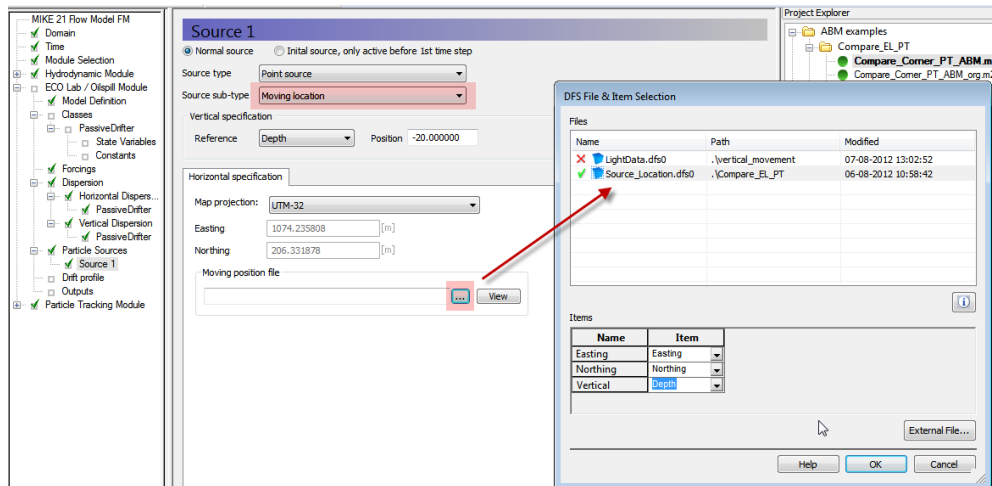 MIKE 21 Flow Model FM
Domain
Time
Module Selection
Hydrodynamic Module
ECO Lab / Oilspill Module
Model Definition
Classes
PassiveDrifter
State Variables
Constants
Forcings
Dispersion
Horizontal Dispers...
PassiveDrifter
Vertical Dispersion
PassiveDrifter
Particle Sources
Source 1
Drift profile
Outputs
Particle Tracking Module
Source 1
Normal source Inital source, only active before 1st time step
Source type Point source
Source sub-type Moving location
Vertical specification
Reference Depth Position -20.000000
Horizontal specification
Map projection: UTM-32
Easting 1074.235808 [m]
Northing 206.331878 [m]
Moving position file
... View
Project Explorer
ABM examples
Compare_EL_PT
Compare_Corner_PT_ABM.m
Compare_Corner_PT_ABM_org.m2
DFS File & Item Selection
Files
Name Path Modified
LightData.dfs0 .\vertical_movement 07-08-2012 13:02:52
Source_Location.dfs0 .\Compare_EL_PT 06-08-2012 10:58:42
Items
Name Item
Easting Easting
Northing Northing
Vertical Depth
External File...
Help OK Cancel